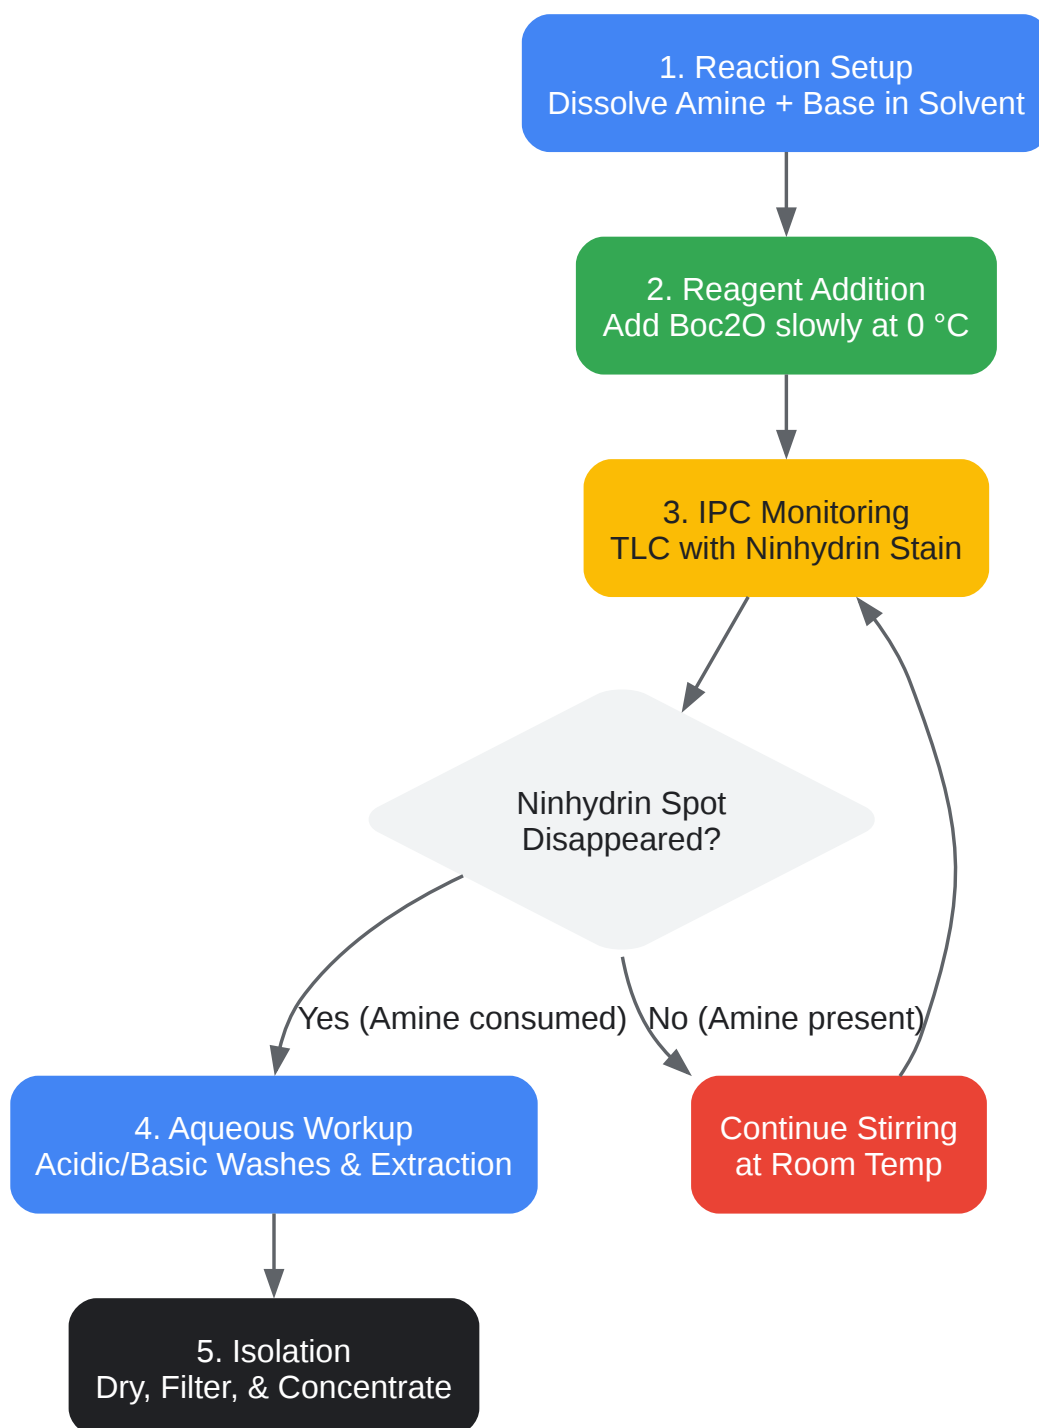 1. Reaction Setup
Dissolve Amine + Base in Solvent
2. Reagent Addition
Add Boc2O slowly at 0 °C
3. IPC Monitoring
TLC with Ninhydrin Stain
Ninhydrin Spot
Disappeared?
Yes (Amine consumed)
No (Amine present)
4. Aqueous Workup
Acidic/Basic Washes & Extraction
Continue Stirring
at Room Temp
5. Isolation
Dry, Filter, & Concentrate